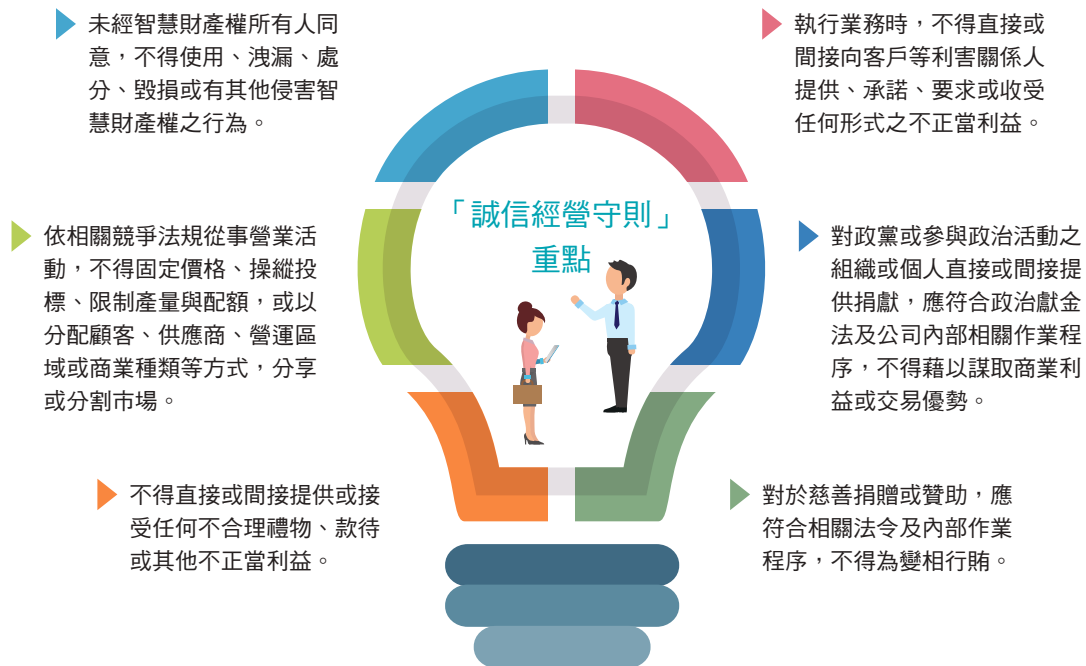 未經智慧財產權所有人同
意，不得使用、洩漏、處
分、毀損或有其他侵害智
慧財產權之行為。
執行業務時，不得直接或
間接向客戶等利害關係人
提供、承諾、要求或收受
任何形式之不正當利益。
「誠信經營守則」
重點
依相關競爭法規從事營業活
動，不得固定價格、操縱投
標、限制產量與配額，或以
分配顧客、供應商、營運區
域或商業種類等方式，分享
或分割市場。
對政黨或參與政治活動之
組織或個人直接或間接提
供捐獻，應符合政治獻金
法及公司內部相關作業程
序，不得藉以謀取商業利
益或交易優勢。
不得直接或間接提供或接
受任何不合理禮物、款待
或其他不正當利益。
對於慈善捐贈或贊助，應
符合相關法令及內部作業
程序，不得為變相行賄。